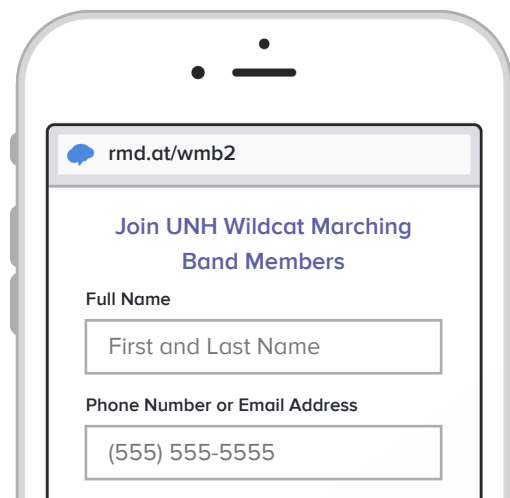 rmd.at/wmb2
Join UNH Wildcat Marching
Band Members
Full Name
First and Last Name
Phone Number or Email Address
(555) 555-5555